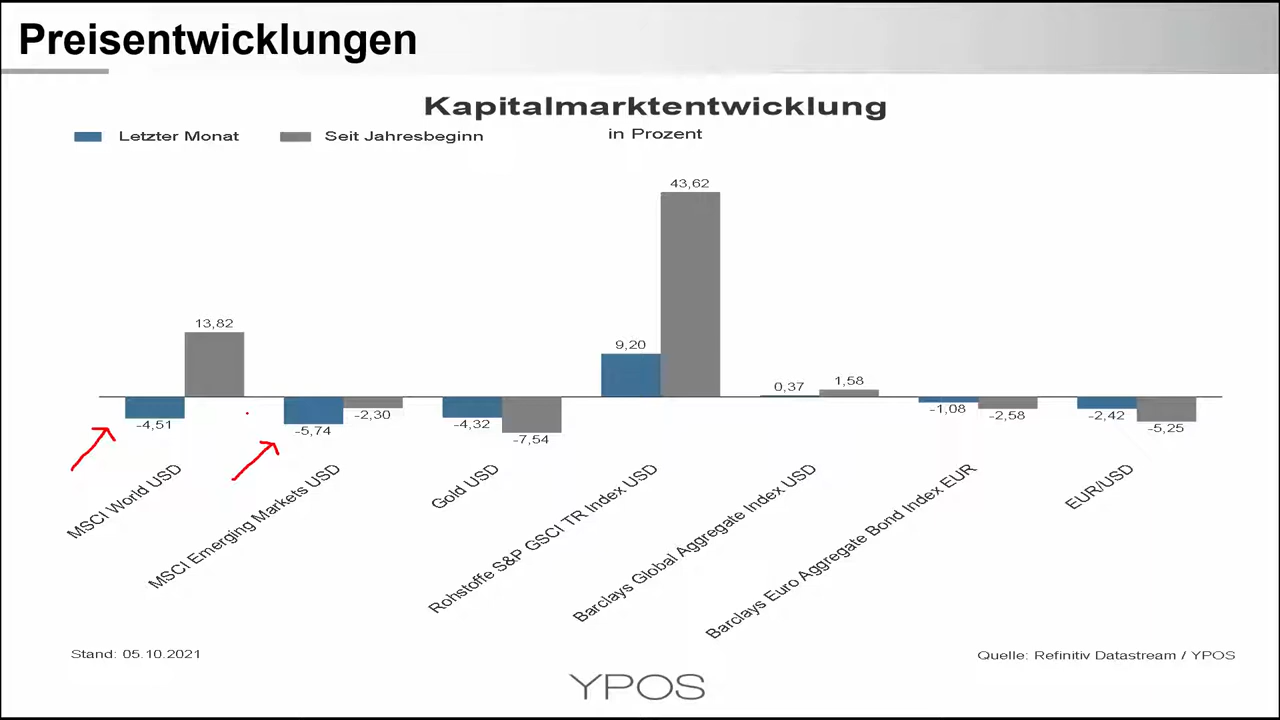 Preisentwicklungen
Kapitalmarktentwicklung
in Prozent
Letzter Monat
Seit Jahresbeginn
43,62
13,82
9,20
0,37
1,58
-4,51
-5,74
-2,30
-4,32
-7,54
-1,08
-2,58
-2,42
-5,25
MSCI World USD
MSCI Emerging Markets USD
Gold USD
Rohstoffe S&P GSCI TR Index USD
Barclays Global Aggregate Index USD
Barclays Euro Aggregate Bond Index EUR
EUR/USD
Stand: 05.10.2021
Quelle: Refinitiv Datastream / YPOS
YPOS